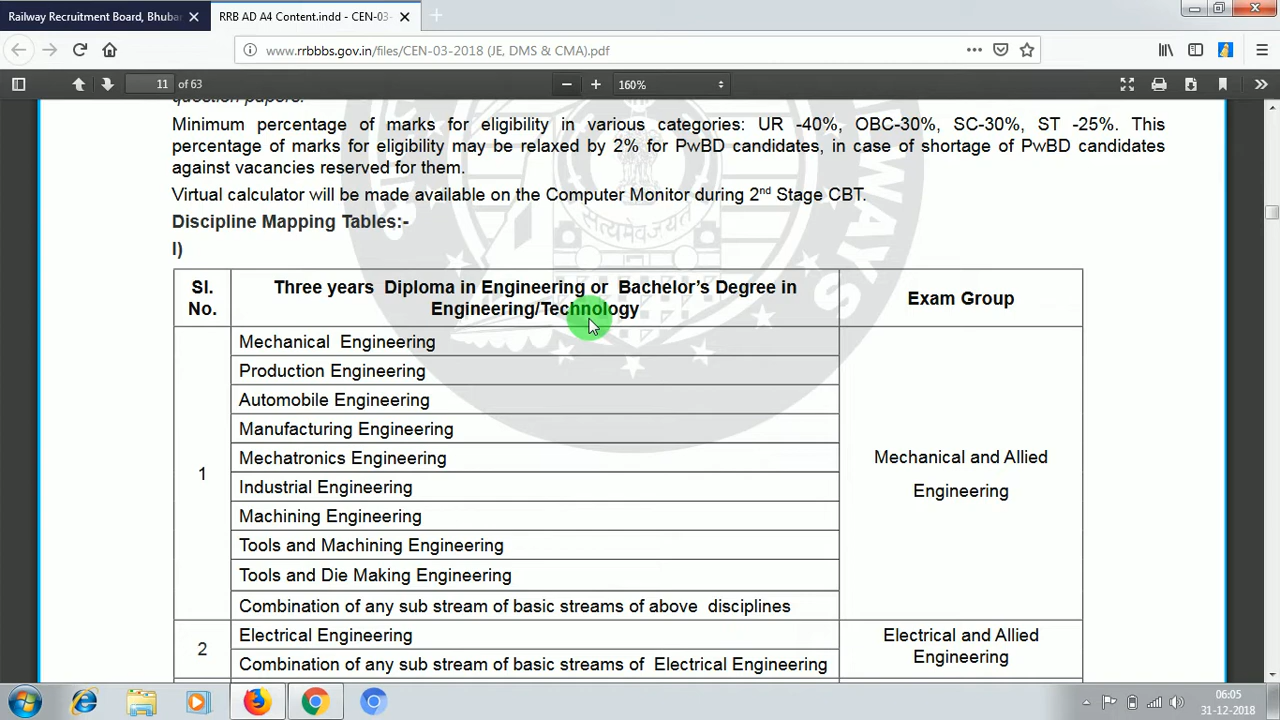 Railway Recruitment Board, Bhuba
RRB AD A4 Content.indd - CEN-03-
www.rrbbbs.gov.in/files/CEN-03-2018 (JE, DMS & CMA).pdf
11 of 63
160%
question papers.
Minimum percentage of marks for eligibility in various categories: UR -40%, OBC-30%, SC-30%, ST -25%. This
percentage of marks for eligibility may be relaxed by 2% for PwBD candidates, in case of shortage of PwBD candidates
against vacancies reserved for them.
Virtual calculator will be made available on the Computer Monitor during 2nd Stage CBT.
Discipline Mapping Tables:-
I)
Sl. No.
Three years Diploma in Engineering or Bachelor's Degree in
Engineering/Technology
Exam Group
1
Mechanical Engineering
Production Engineering
Automobile Engineering
Manufacturing Engineering
Mechatronics Engineering
Industrial Engineering
Machining Engineering
Tools and Machining Engineering
Tools and Die Making Engineering
Combination of any sub stream of basic streams of above disciplines
Mechanical and Allied
Engineering
2
Electrical Engineering
Combination of any sub stream of basic streams of Electrical Engineering
Electrical and Allied
Engineering
सत्यमेव जयते
WAYS
06:05
31-12-2018